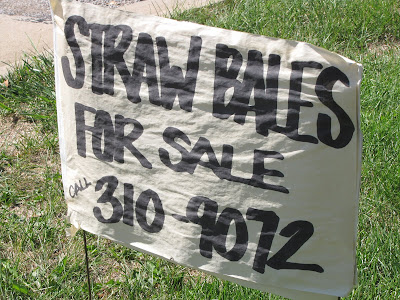 STRAW BALES
FOR SALE
CALL 310-9072